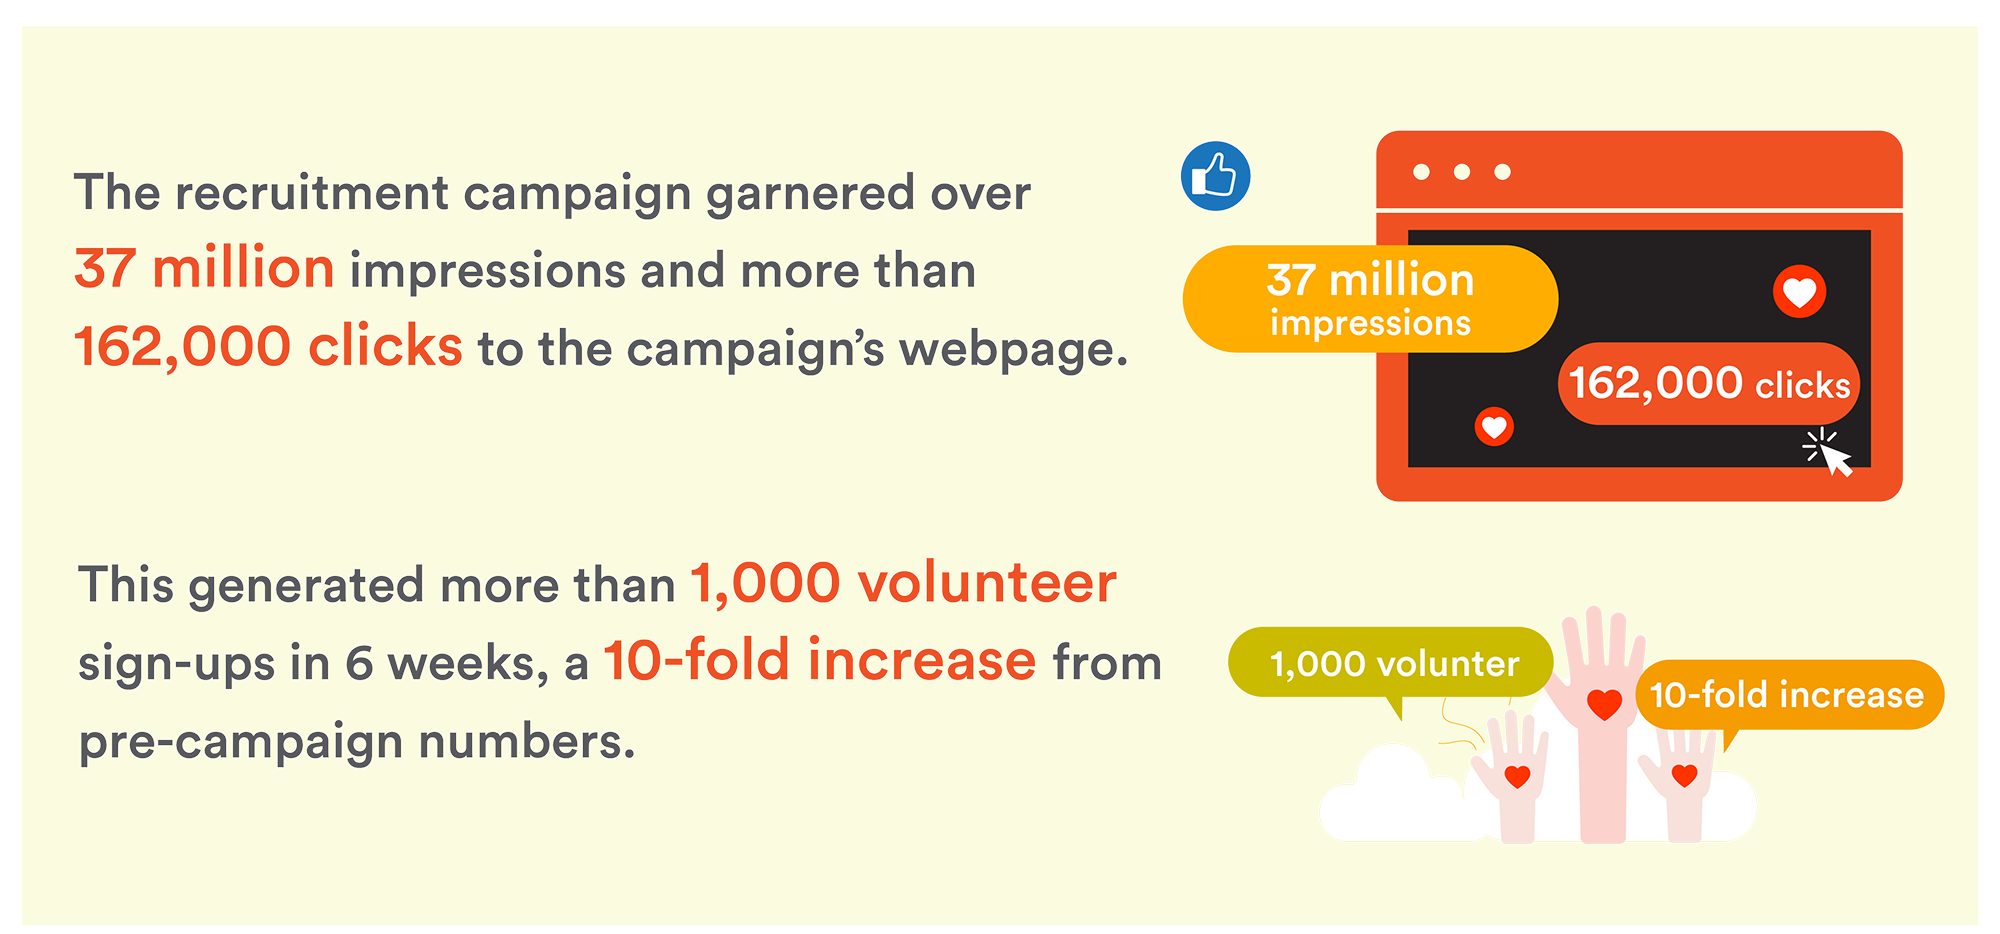 The recruitment campaign garnered over
37 million impressions and more than
162,000 clicks to the campaign’s webpage.
37 million
impressions
162,000 clicks
This generated more than 1,000 volunteer
sign-ups in 6 weeks, a 10-fold increase from
pre-campaign numbers.
1,000 volunter
10-fold increase